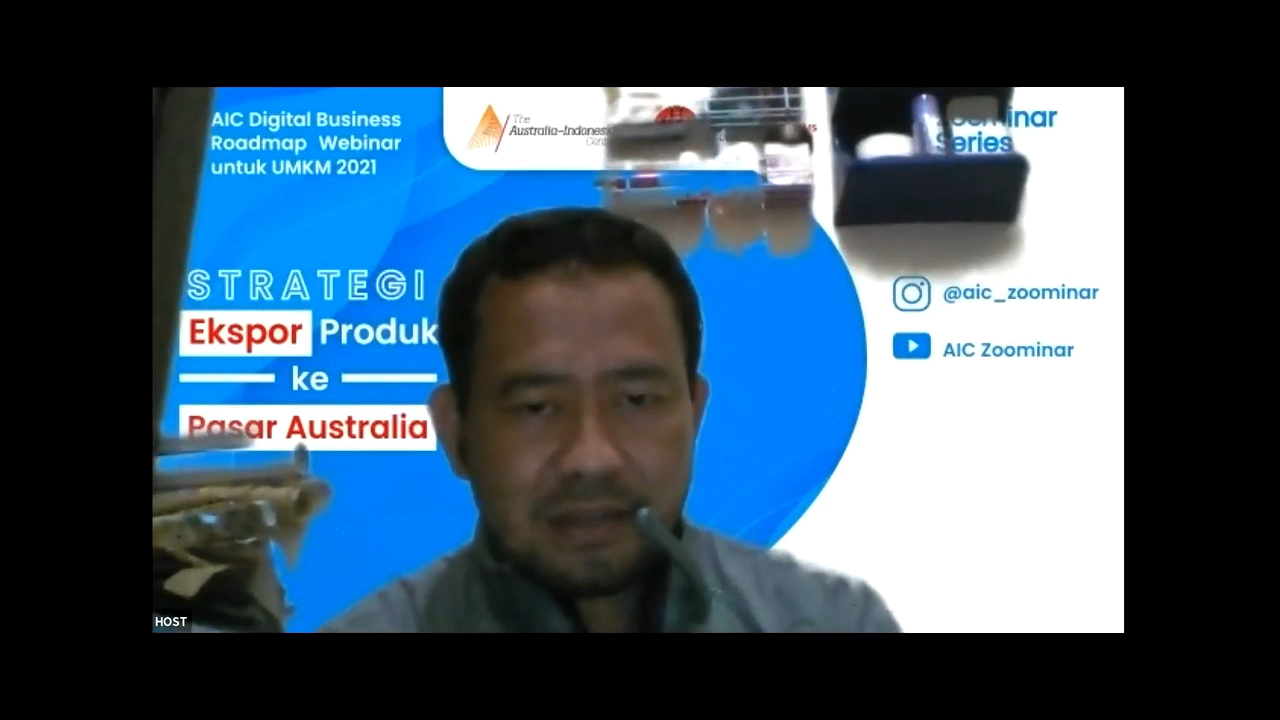 AIC Digital Business
Roadmap Webinar
untuk UMKM 2021
The
Australia-Indonesia
Series
STRATEGI
Ekspor Produk
ke
Pasar Australia
@aic_zoominar
AIC Zoominar
HOST